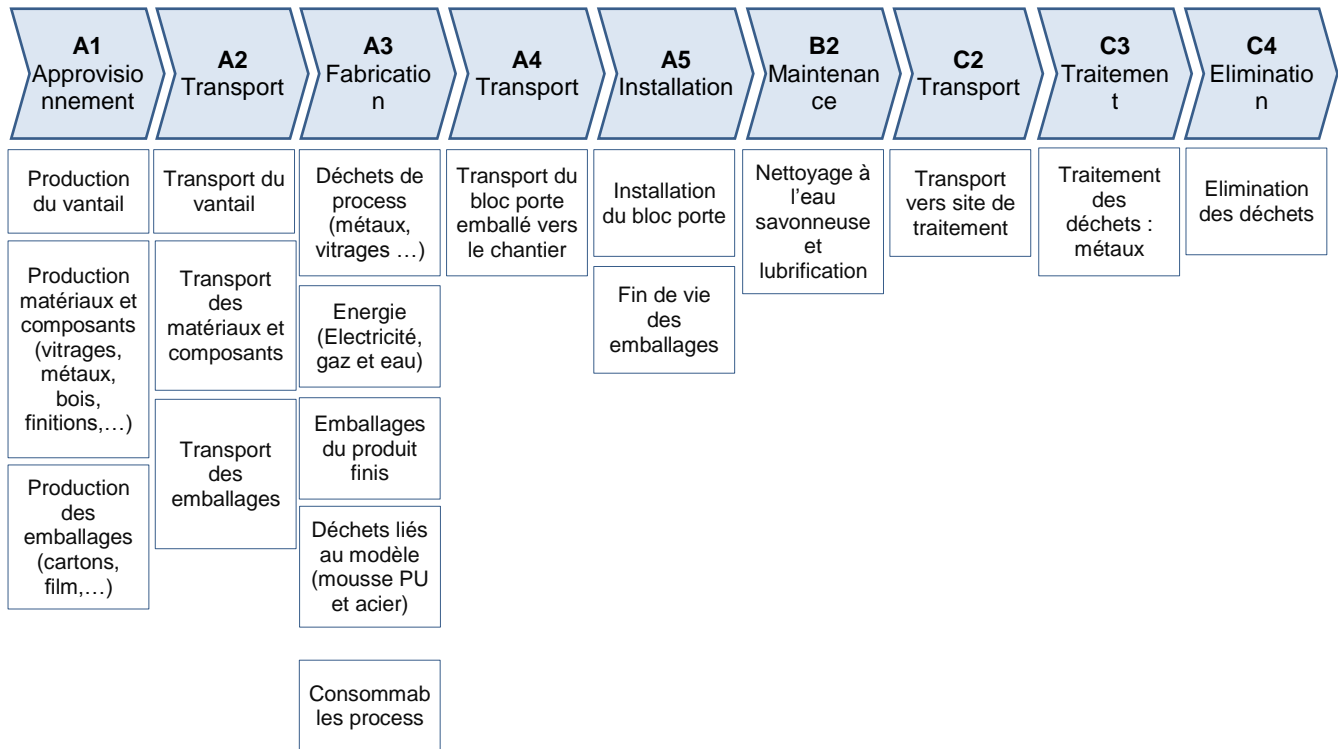 A1
Approvisio
nnement
A2
Transport
A3
Fabricatio
n
A4
Transport
A5
Installation
B2
Maintenan
ce
C2
Transport
C3
Traitemen
t
C4
Eliminatio
n
Production
du vantail
Production
matériaux et
composants
(vitrages,
métaux,
bois,
finitions,…)
Production
des
emballages
(cartons,
film,…)
Transport du
vantail
Transport
des
matériaux et
composants
Transport
des
emballages
Déchets de
process
(métaux,
vitrages …)
Energie
(Electricité,
gaz et eau)
Emballages
du produit
finis
Déchets liés
au modèle
(mousse PU
et acier)
Consommab
les process
Transport du
bloc porte
emballé vers
le chantier
Installation
du bloc porte
Fin de vie
des
emballages
Nettoyage à
l’eau
savonneuse
et
lubrification
Transport
vers site de
traitement
Traitement
des
déchets :
métaux
Elimination
des déchets